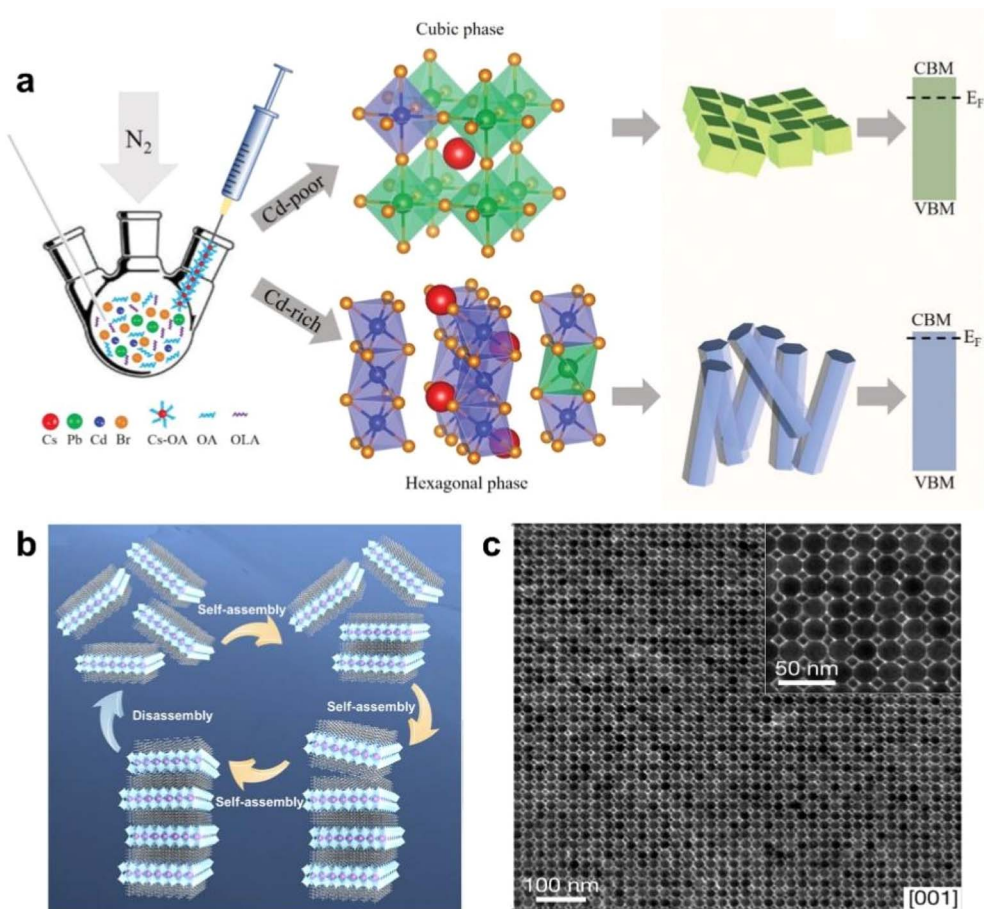 a
N2
Cd-poor
Cd-rich
Cubic phase
Hexagonal phase
CBM
EF
VBM
CBM
EF
VBM
Cs Pb Cd Br Cs-OA OA OLA
b
Self-assembly
Self-assembly
Self-assembly
Disassembly
c
50 nm
100 nm
[001]